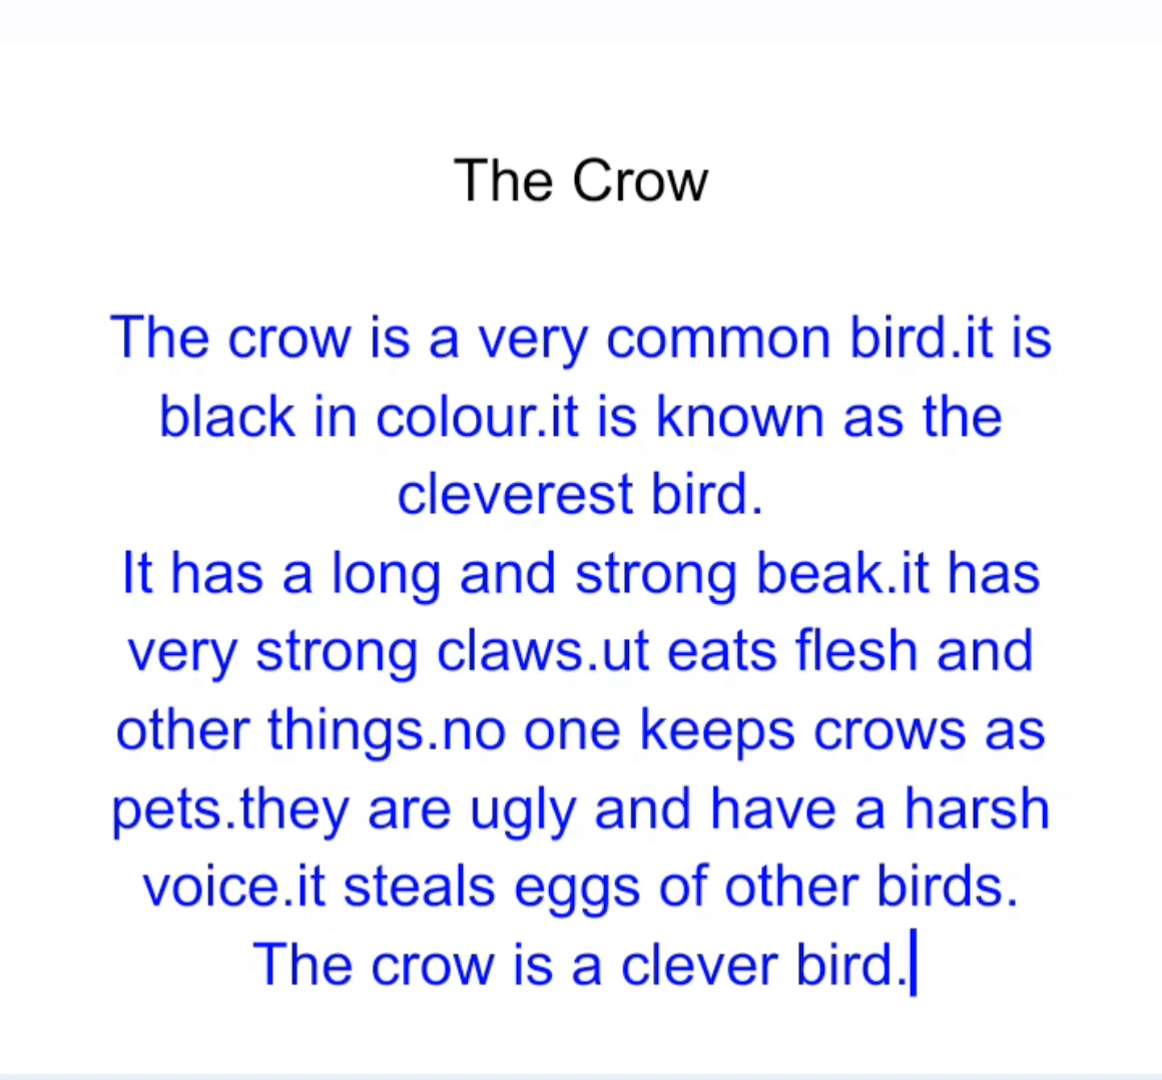 The Crow
The crow is a very common bird.it is
black in colour.it is known as the
cleverest bird.
It has a long and strong beak.it has
very strong claws.ut eats flesh and
other things.no one keeps crows as
pets.they are ugly and have a harsh
voice.it steals eggs of other birds.
The crow is a clever bird.